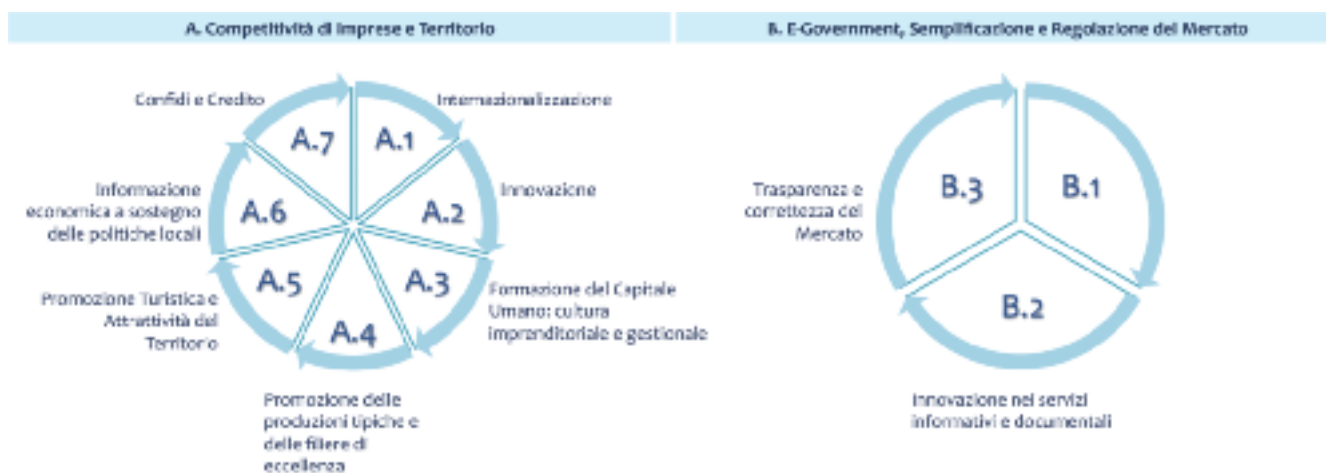 A. Competitività di Imprese e Territorio
B. E-Government, Semplificazione e Regolazione del Mercato
Confidi e Credito
A.7
A.1
Internazionalizzazione
Informazione
economica a sostegno
delle politiche locali
A.6
A.2
Innovazione
Promozione Turistica e
Attrattività del
Territorio
A.5
A.3
Formazione del Capitale
Umano: cultura
imprenditoriale e gestionale
A.4
Promozione delle
produzioni tipiche e
delle filiere di
eccellenza
Trasparenza e
correttezza del
Mercato
B.3
B.1
B.2
Innovazione nei servizi
informativi e documentali